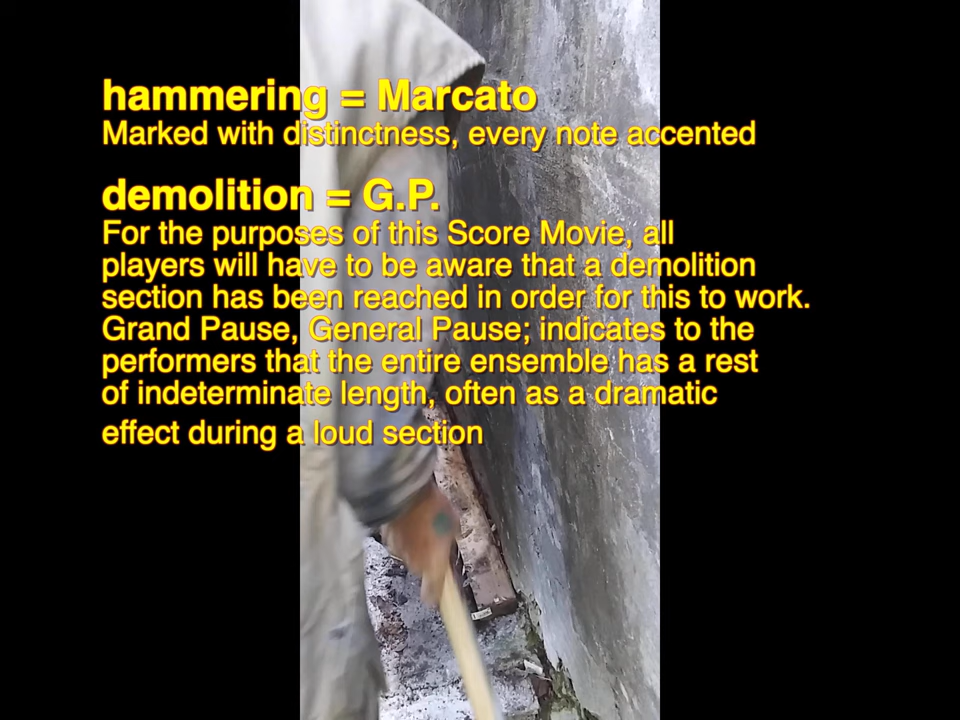 hammering = Marcato
Marked with distinctness, every note accented
demolition = G.P.
For the purposes of this Score Movie, all
players will have to be aware that a demolition
section has been reached in order for this to work.
Grand Pause, General Pause; indicates to the
performers that the entire ensemble has a rest
of indeterminate length, often as a dramatic
effect during a loud section